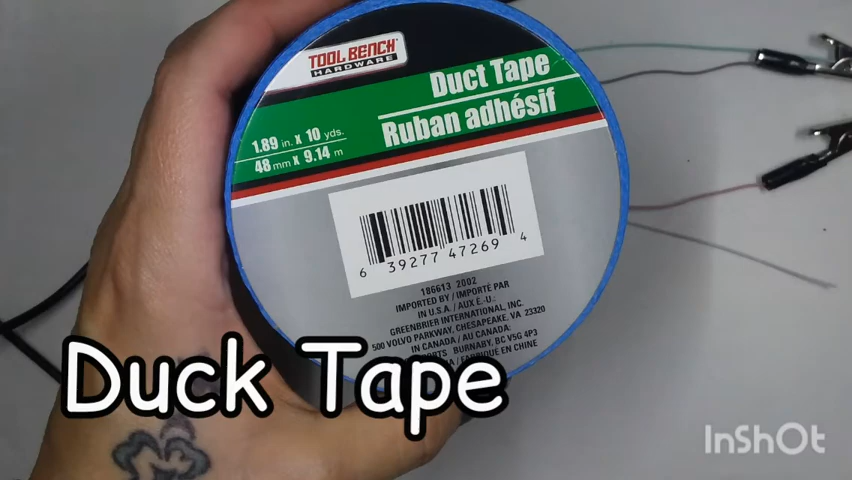 TOOL BENCH
HARDWARE
Duct Tape
Ruban adhésif
1.89 in. x 10 yds.
48 mm x 9.14 m
6 39277 47269 4
186613 2002
IMPORTED BY / IMPORTÉ PAR
IN U.S.A. / AUX É.-U.:
GREENBRIER INTERNATIONAL, INC.
500 VOLVO PARKWAY, CHESAPEAKE, VA 23320
IN CANADA / AU CANADA:
BURNABY, BC V5G 4P3
FABRIQUÉ EN CHINE
Duck Tape
InShOt